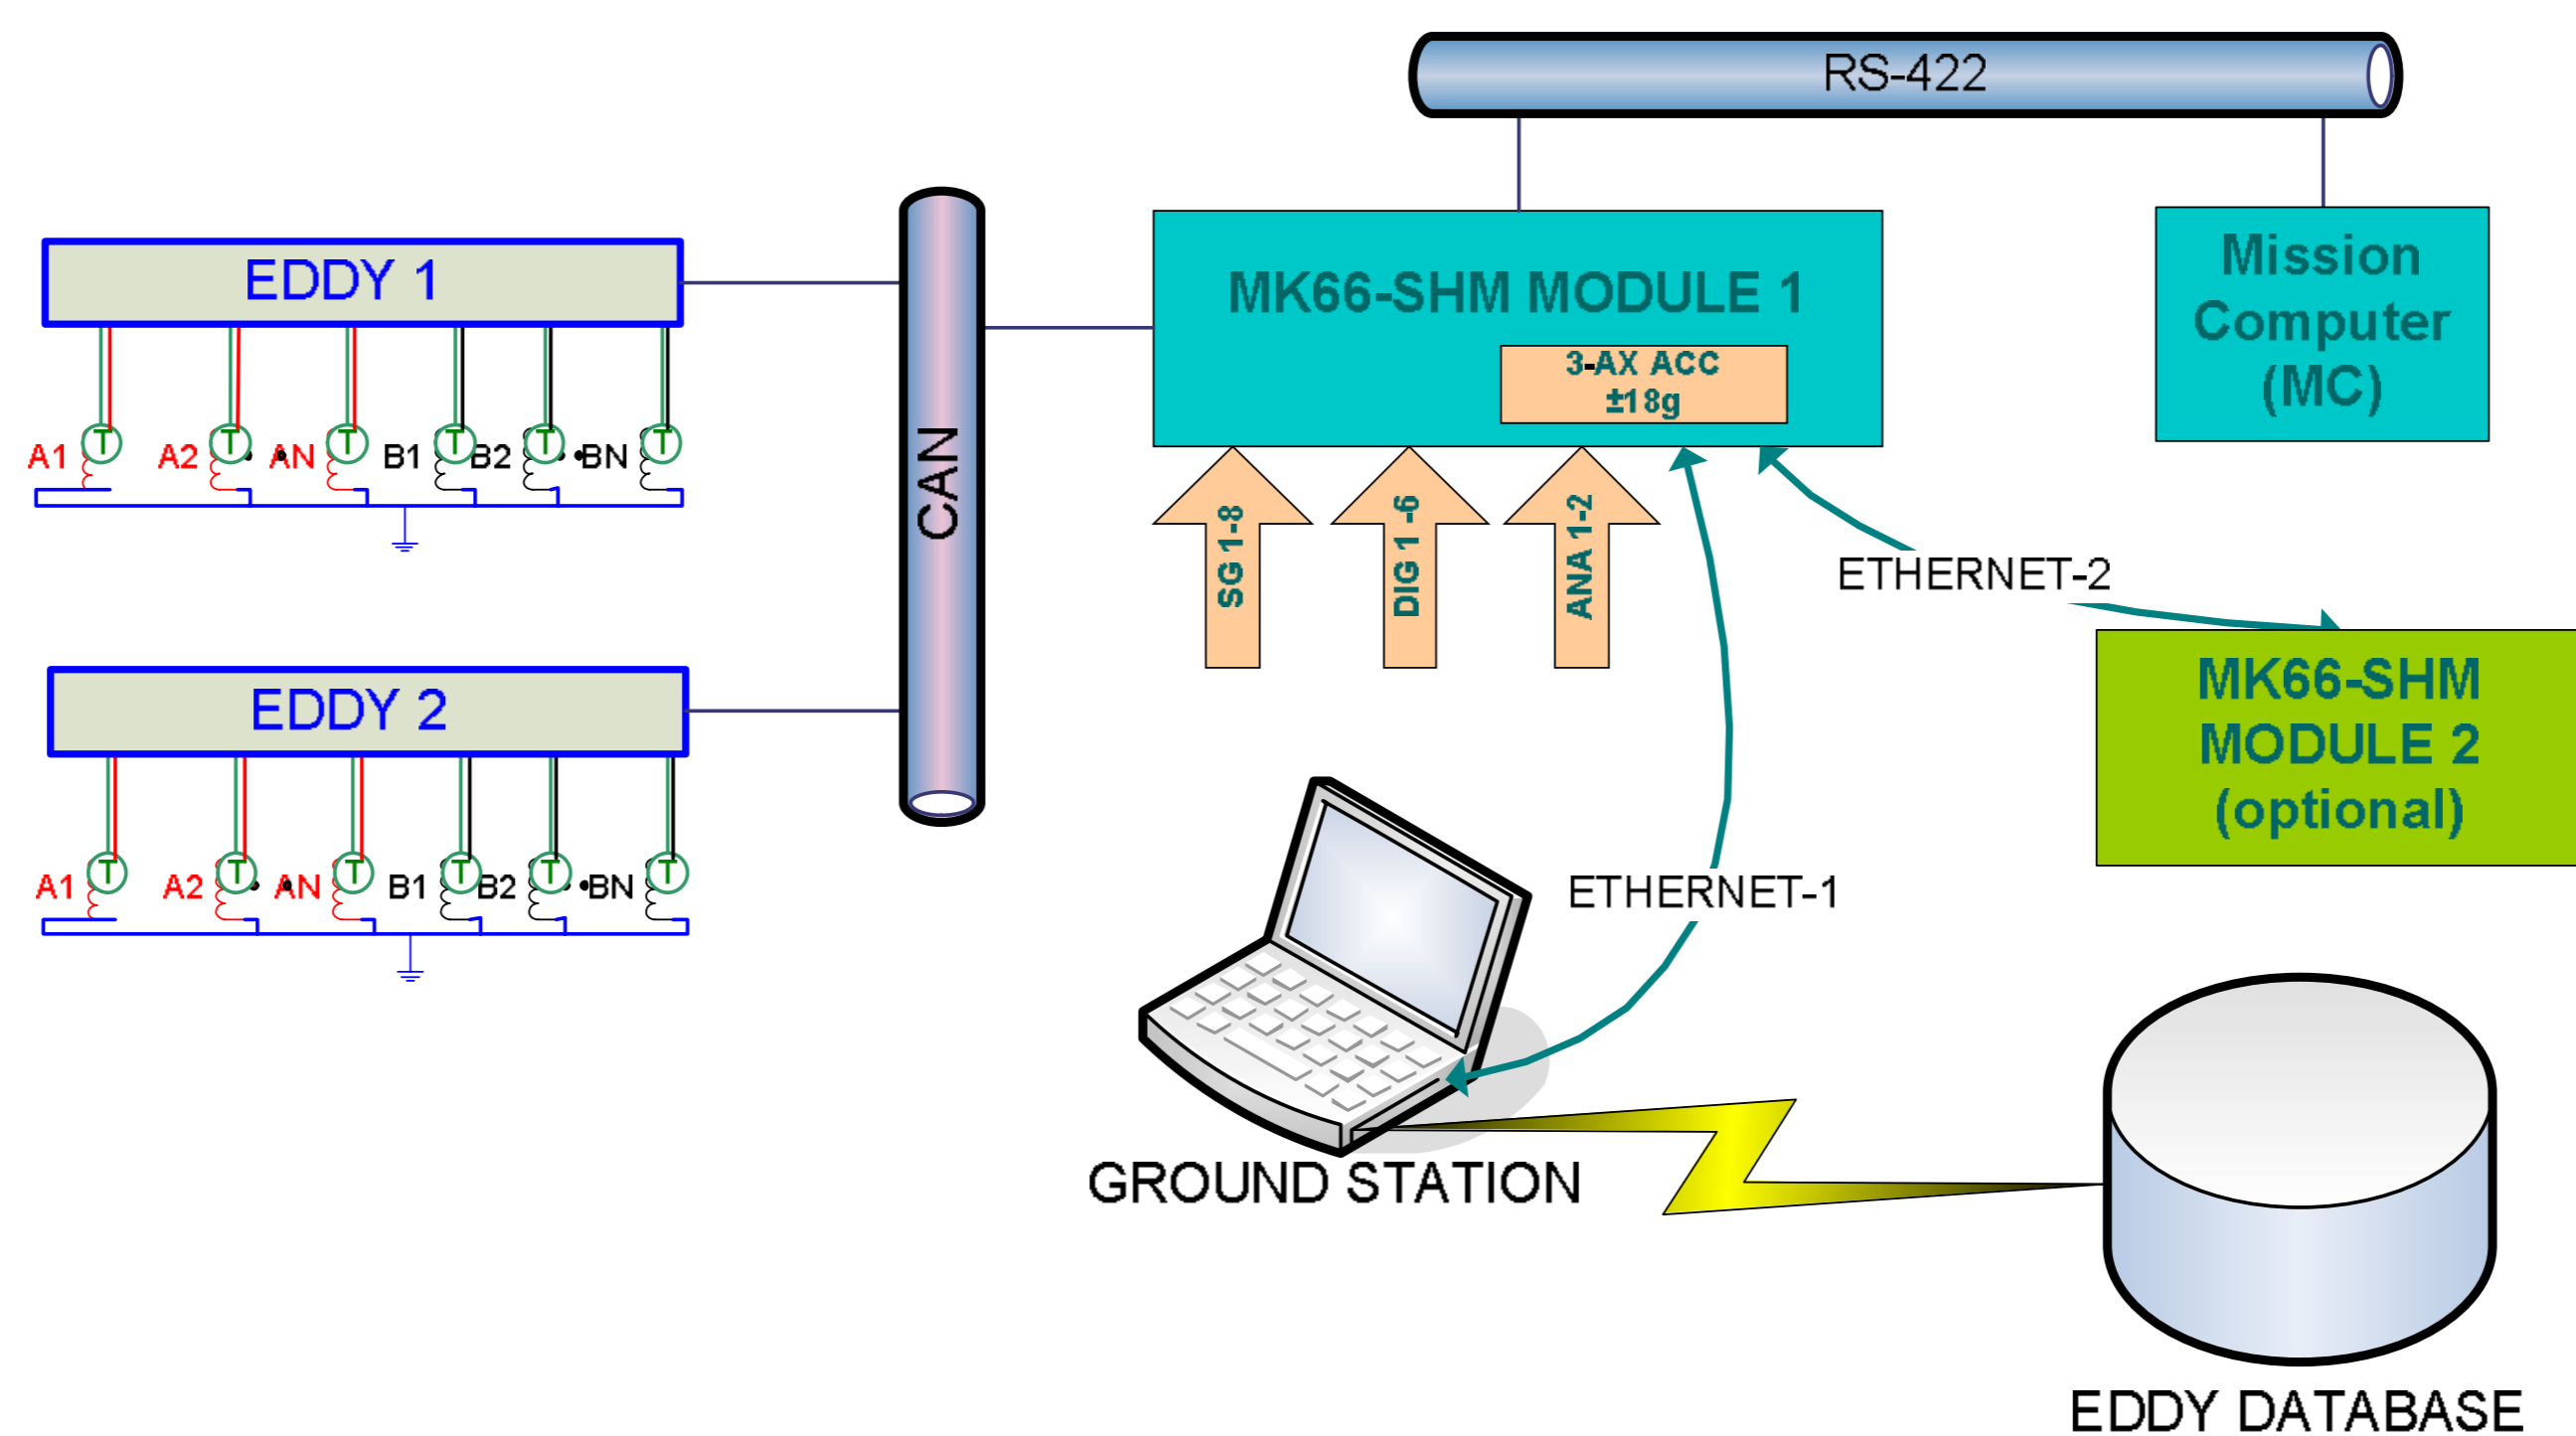 RS-422
EDDY 1
A1
A2
AN
B1
B2
BN
T
T
T
T
T
T
CAN
MK66-SHM MODULE 1
3-AX ACC
±18g
Mission
Computer
(MC)
SG 1-8
DIG 1 -6
ANA 1-2
ETHERNET-2
EDDY 2
A1
A2
AN
B1
B2
BN
T
T
T
T
T
T
MK66-SHM
MODULE 2
(optional)
ETHERNET-1
GROUND STATION
EDDY DATABASE